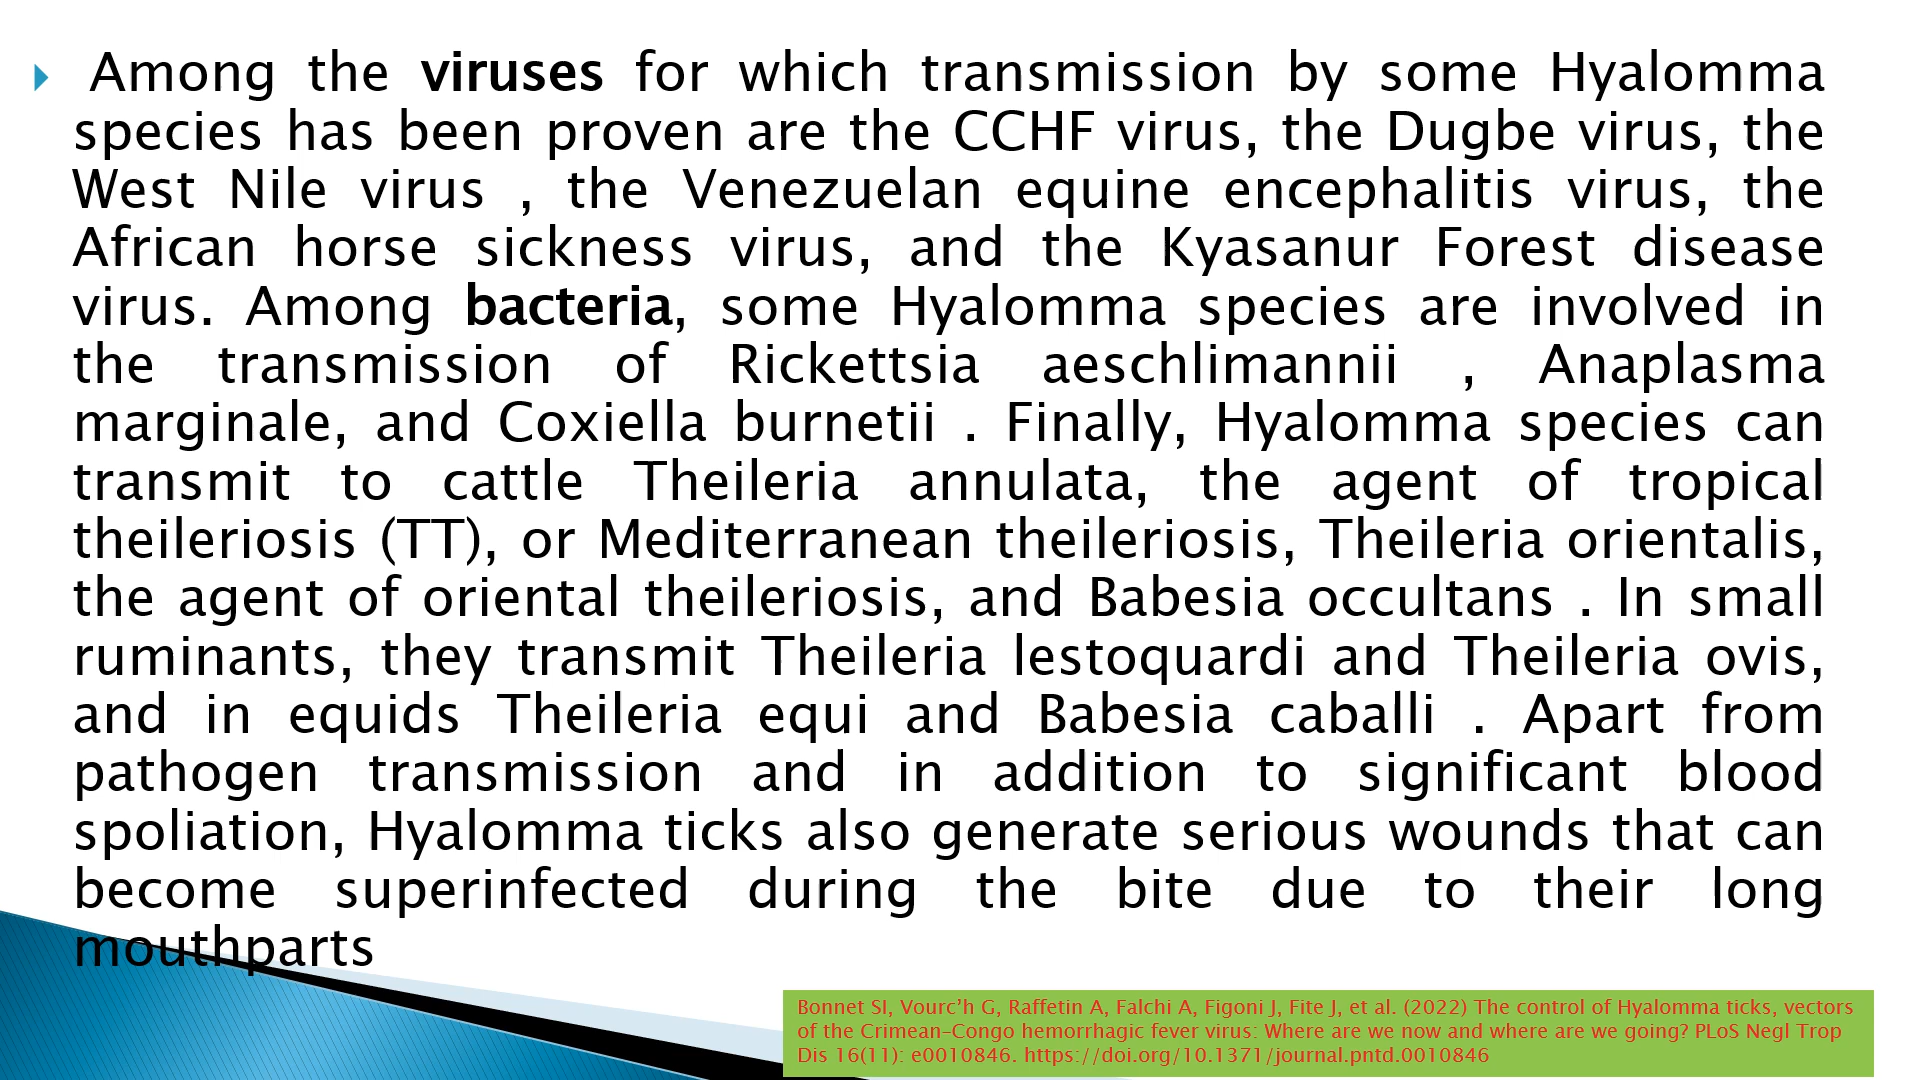 Among the viruses for which transmission by some Hyalomma
species has been proven are the CCHF virus, the Dugbe virus, the
West Nile virus , the Venezuelan equine encephalitis virus, the
African horse sickness virus, and the Kyasanur Forest disease
virus. Among bacteria, some Hyalomma species are involved in
the transmission of Rickettsia aeschlimannii , Anaplasma
marginale, and Coxiella burnetii . Finally, Hyalomma species can
transmit to cattle Theileria annulata, the agent of tropical
theileriosis (TT), or Mediterranean theileriosis, Theileria orientalis,
the agent of oriental theileriosis, and Babesia occultans . In small
ruminants, they transmit Theileria lestoquardi and Theileria ovis,
and in equids Theileria equi and Babesia caballi . Apart from
pathogen transmission and in addition to significant blood
spoliation, Hyalomma ticks also generate serious wounds that can
become superinfected during the bite due to their long
mouthparts
Bonnet SI, Vourc’h G, Raffetin A, Falchi A, Figoni J, Fite J, et al. (2022) The control of Hyalomma ticks, vectors
of the Crimean–Congo hemorrhagic fever virus: Where are we now and where are we going? PLoS Negl Trop
Dis 16(11): e0010846. https://doi.org/10.1371/journal.pntd.0010846